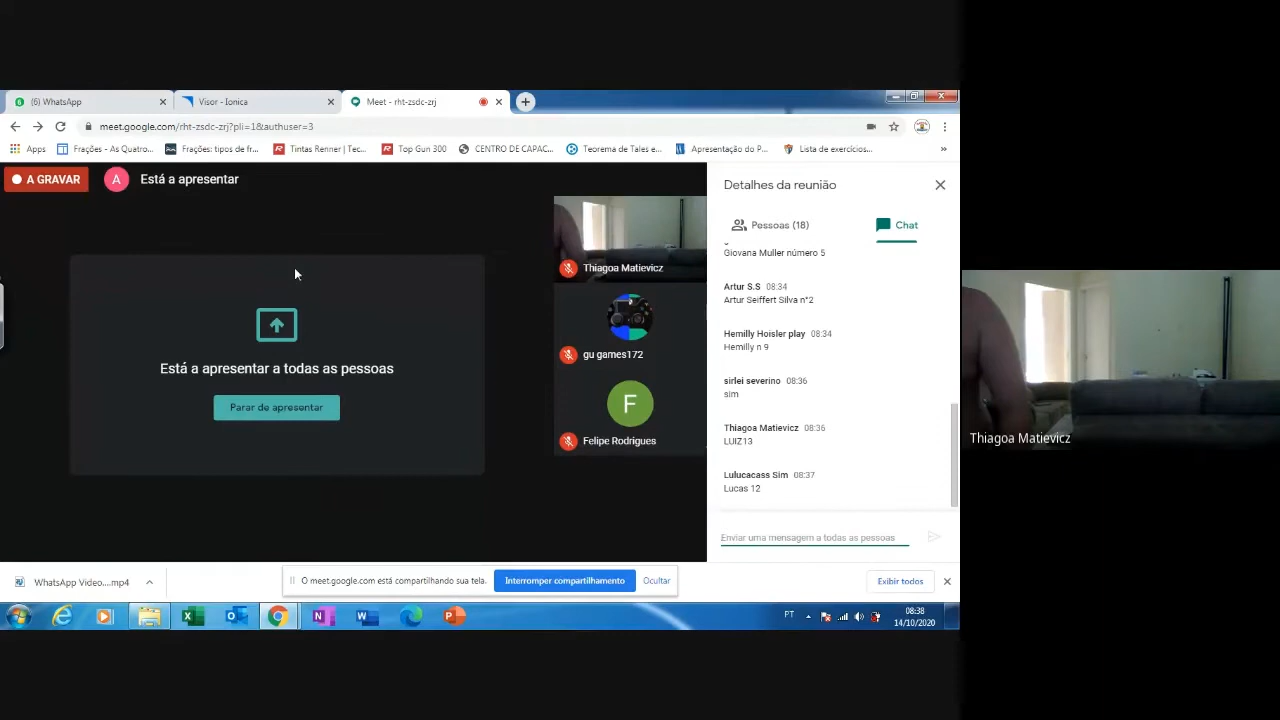 (6) WhatsApp
Visor - Ionica
Meet - rht-zsdc-zrj
meet.google.com/rht-zsdc-zrj?pli=1&authuser=3
Apps
Frações - As Quatro...
Frações: tipos de fr...
Tintas Renner | Tec...
Top Gun 300
CENTRO DE CAPAC...
Teorema de Tales e...
Apresentação do P...
Lista de exercícios...
»
A GRAVAR
A
Está a apresentar
Está a apresentar a todas as pessoas
Parar de apresentar
Thiagoa Matievicz
gu games172
F
Felipe Rodrigues
Detalhes da reunião
Pessoas (18)
Chat
Giovana Muller número 5
Artur S.S 08:34
Artur Seiffert Silva n°2
Hemilly Hoisler play 08:34
Hemilly n 9
sirlei severino 08:36
sim
Thiagoa Matievicz 08:36
LUIZ13
Lulucacass Sim 08:37
Lucas 12
Enviar uma mensagem a todas as pessoas
Thiagoa Matievicz
WhatsApp Video....mp4
O meet.google.com está compartilhando sua tela.
Interromper compartilhamento
Ocultar
Exibir todos
PT
08:38
14/10/2020